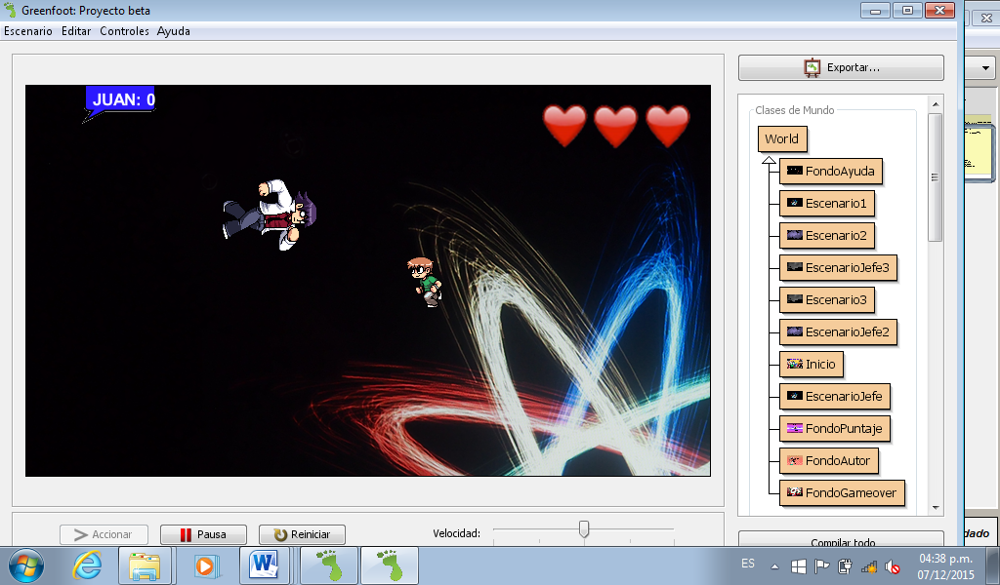 Greenfoot: Proyecto beta
Escenario Editar Controles Ayuda
JUAN: 0
Exportar...
Clases de Mundo
World
FondoAyuda
Escenario1
Escenario2
EscenarioJefe3
Escenario3
EscenarioJefe2
Inicio
EscenarioJefe
FondoPuntaje
FondoAutor
FondoGameover
Accionar
Pausa
Reiniciar
Velocidad:
Compilar todo
dado
ES
04:38 p.m.
07/12/2015